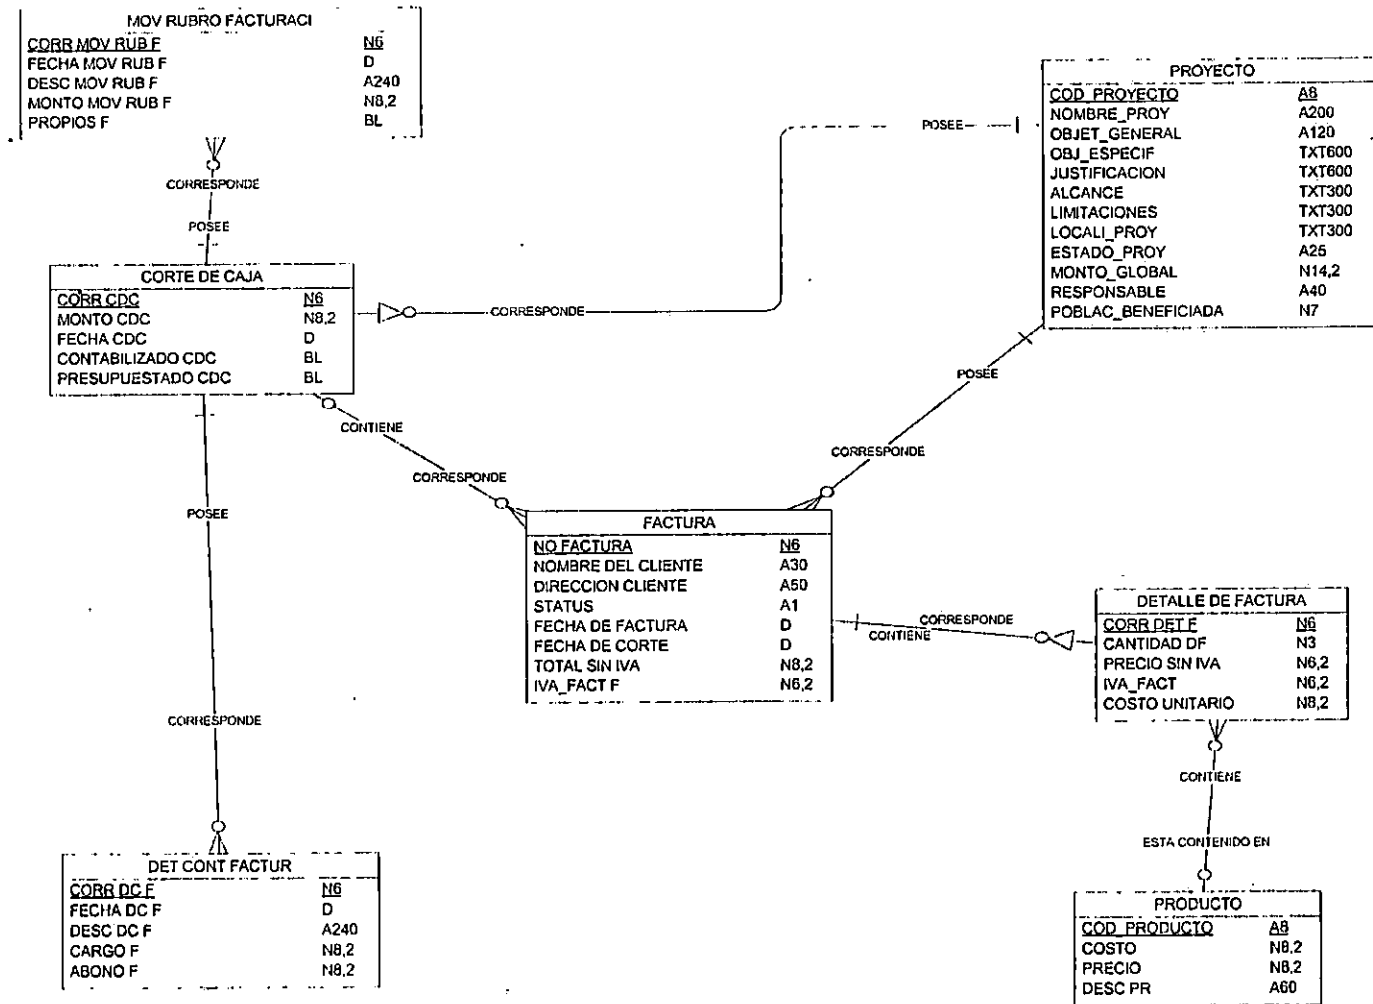 MOV RUBRO FACTURACI
CORR MOV RUB F N6
FECHA MOV RUB F D
DESC MOV RUB F A240
MONTO MOV RUB F N8,2
PROPIOS F BL
PROYECTO
COD_PROYECTO A8
NOMBRE_PROY A200
OBJET_GENERAL A120
OBJ_ESPECIF TXT600
JUSTIFICACION TXT600
ALCANCE TXT300
LIMITACIONES TXT300
LOCALI_PROY TXT300
ESTADO_PROY A25
MONTO_GLOBAL N14,2
RESPONSABLE A40
POBLAC_BENEFICIADA N7
POSEE
CORRESPONDE
POSEE
CORTE DE CAJA
CORR CDC N6
MONTO CDC N8,2
FECHA CDC D
CONTABILIZADO CDC BL
PRESUPUESTADO CDC BL
CORRESPONDE
POSEE
CONTIENE
CORRESPONDE
CORRESPONDE
POSEE
FACTURA
NO FACTURA N6
NOMBRE DEL CLIENTE A30
DIRECCION CLIENTE A50
STATUS A1
FECHA DE FACTURA D
FECHA DE CORTE D
TOTAL SIN IVA N8,2
IVA_FACT F N6,2
CORRESPONDE
CONTIENE
DETALLE DE FACTURA
CORR DET F N6
CANTIDAD DF N3
PRECIO SIN IVA N6,2
IVA_FACT N6,2
COSTO UNITARIO N8,2
CORRESPONDE
CONTIENE
ESTA CONTENIDO EN
DET CONT FACTUR
CORR DC F N6
FECHA DC F D
DESC DC F A240
CARGO F N8,2
ABONO F N8,2
PRODUCTO
COD_PRODUCTO A8
COSTO N8,2
PRECIO N8,2
DESC PR A60